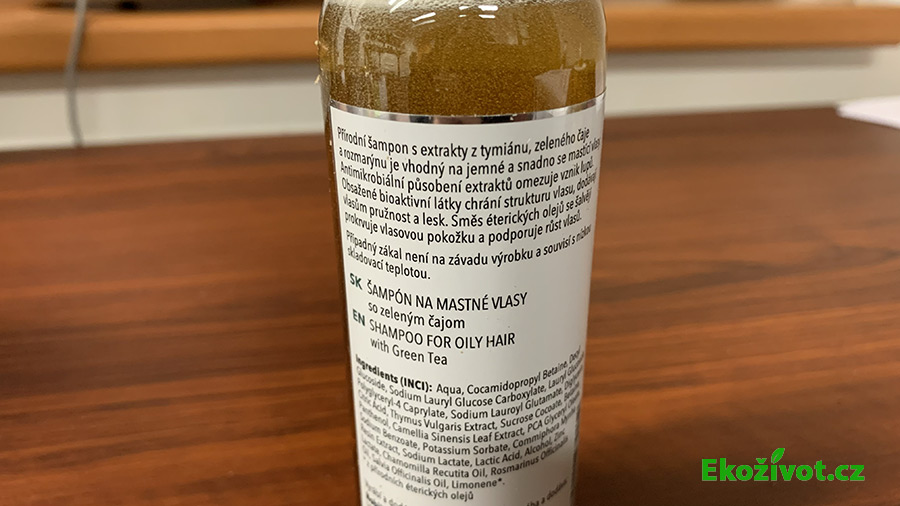 Přírodní šampon s extrakty z tymiánu, zeleného čaje
a rozmarýnu je vhodný na jemné a snadno se mastící vlasy
Antimikrobiální působení extraktů omezuje vznik lupů.
Obsažené bioaktivní látky chrání strukturu vlasu, dodávají
vlasům pružnost a lesk. Směs éterických olejů se šalvějí
prokrvuje vlasovou pokožku a podporuje růst vlasů.
Případný zákal není na závadu výrobku a souvisí s nízkou
skladovací teplotou.
SK ŠAMPÓN NA MASTNÉ VLASY
so zeleným čajom
EN SHAMPOO FOR OILY HAIR
with Green Tea
Ingredients (INCI): Aqua, Cocamidopropyl Betaine, Decyl
Glucoside, Sodium Lauryl Glucose Carboxylate, Lauryl Glucoside,
Polyglyceryl-4 Caprylate, Sodium Lauroyl Glutamate,
Citric Acid, Thymus Vulgaris Extract, Sucrose Cocoate,
Panthenol, Camellia Sinensis Leaf Extract, PCA Glyceryl
Sodium Benzoate, Potassium Sorbate, Commiphora
Extract, Sodium Lactate, Lactic Acid, Alcohol, Zinc
Chamomilla Recutita Oil, Rosmarinus Officinalis
Salvia Officinalis Oil, Limonene*.
přírodních éterických olejů
Ekoživot.cz